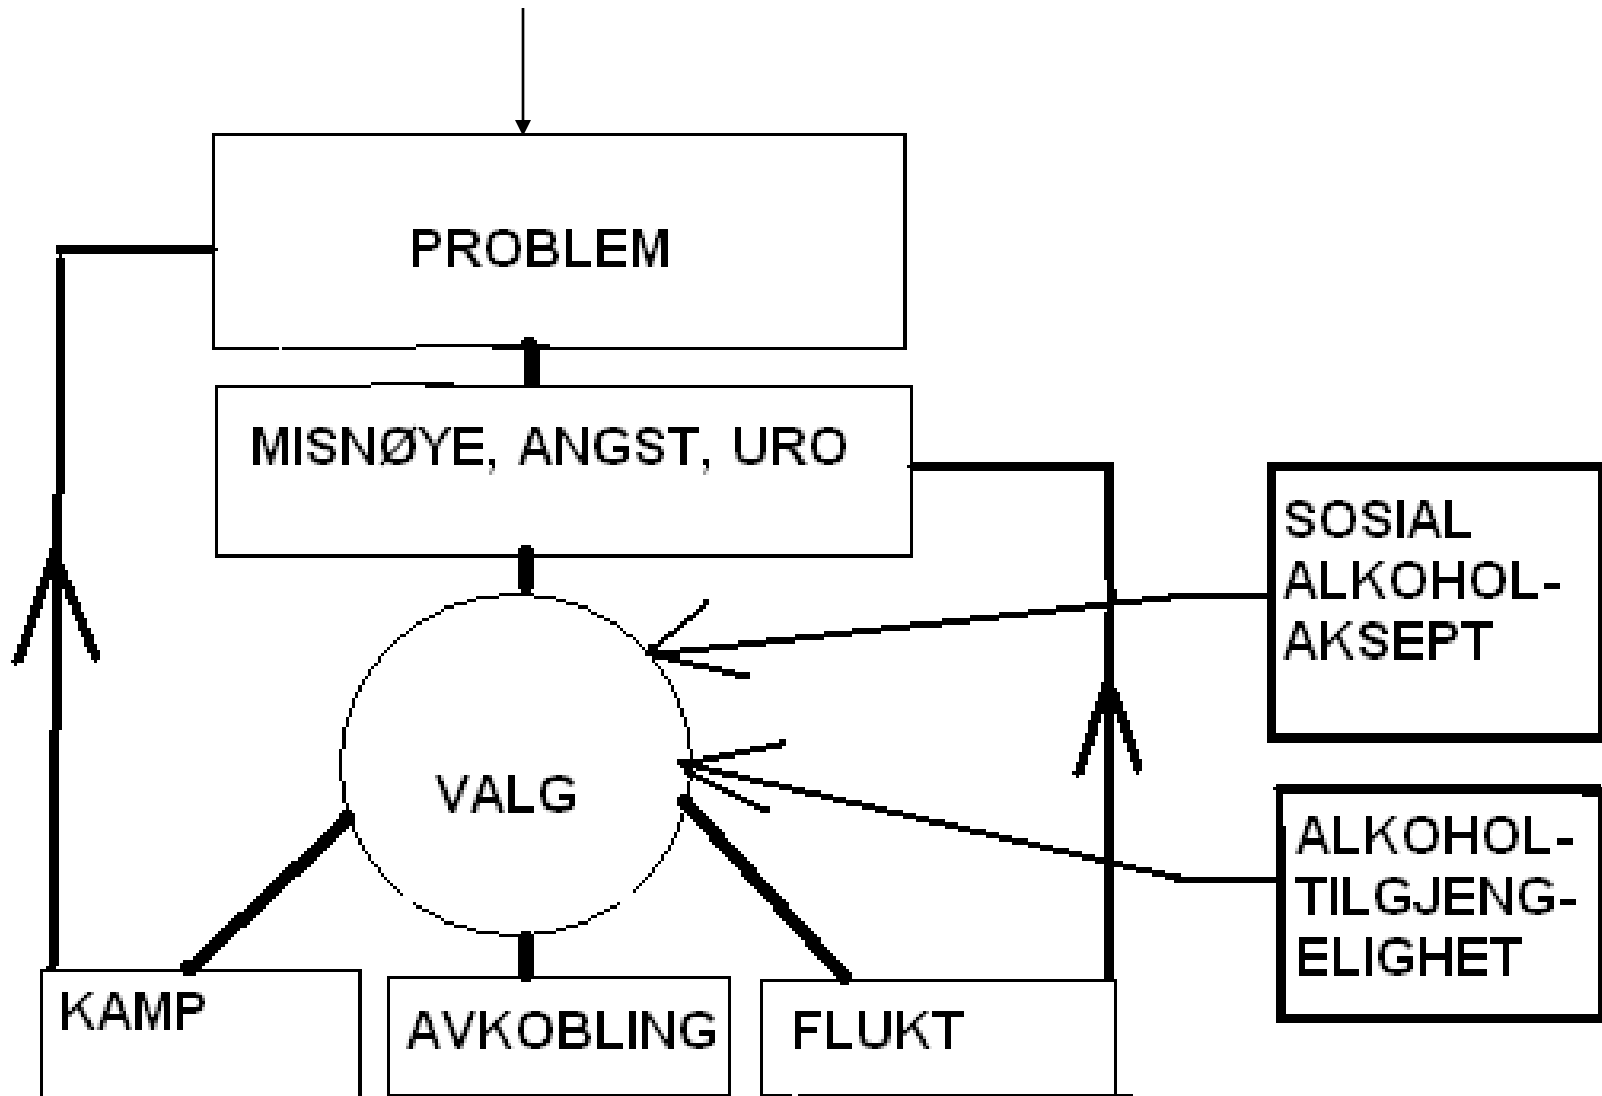 PROBLEM
MISNØYE, ANGST, URO
SOSIAL
ALKOHOL-
AKSEPT
VALG
ALKOHOL-
TILGJENG-
ELIGHET
KAMP
AVKOBLING
FLUKT